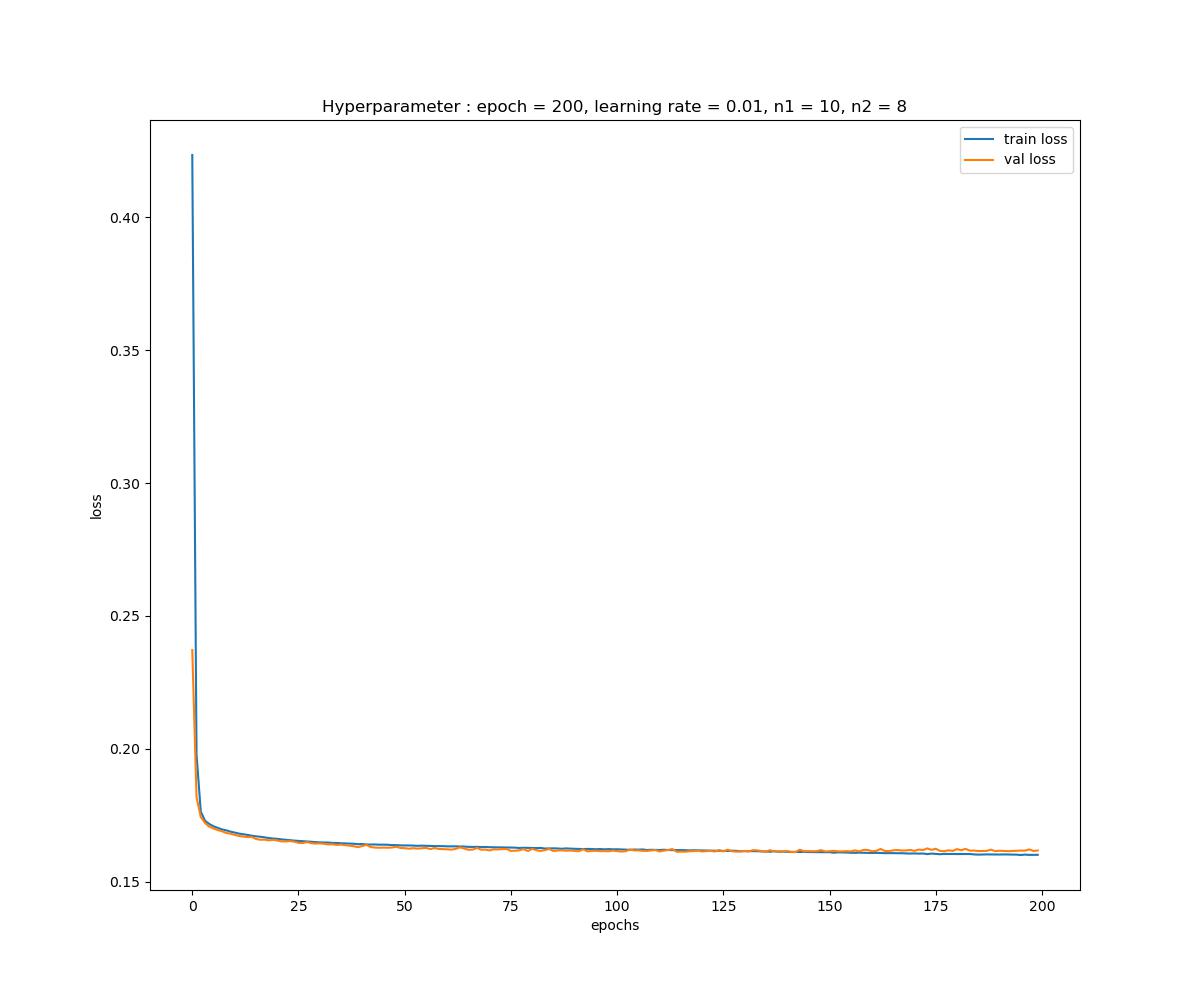 Hyperparameter : epoch = 200, learning rate = 0.01, n1 = 10, n2 = 8
train loss
val loss
0.40
0.35
0.30
0.25
0.20
0.15
loss
0 25 50 75 100 125 150 175 200
epochs